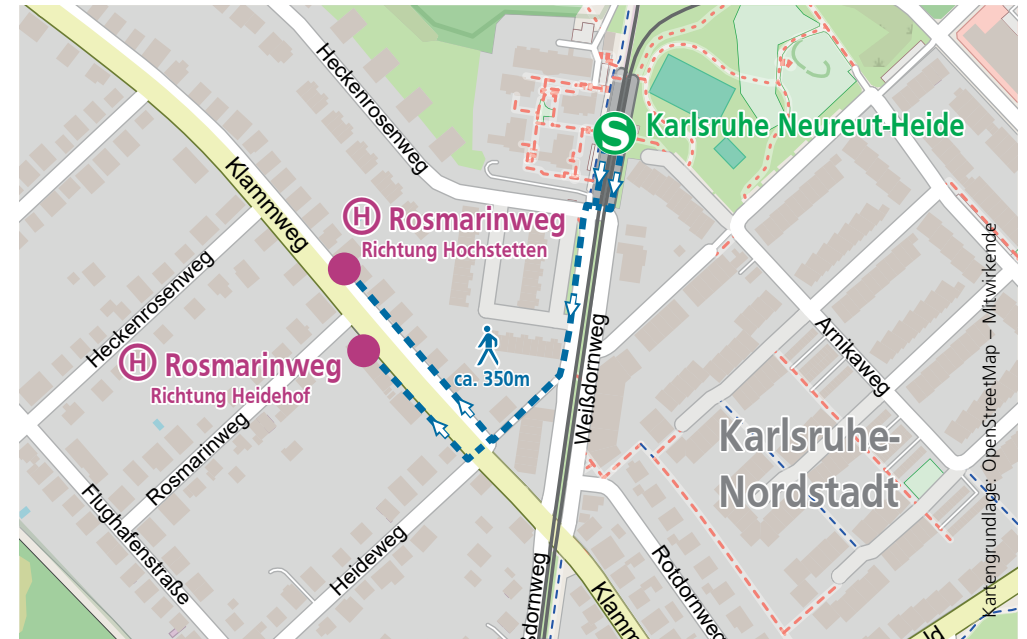 Heckenrosenweg
S Karlsruhe Neureut-Heide
Klammweg
H Rosmarinweg
Richtung Hochstetten
Heckenrosenweg
H Rosmarinweg
Richtung Heidehof
ca. 350m
Weißdornweg
Arnikaweg
Karlsruhe-
Nordstadt
Rosmarinweg
Flughafenstraße
Heideweg
Rotdornweg
ßdornweg
Klamm
Kartengrundlage: OpenStreetMap – Mitwirkende